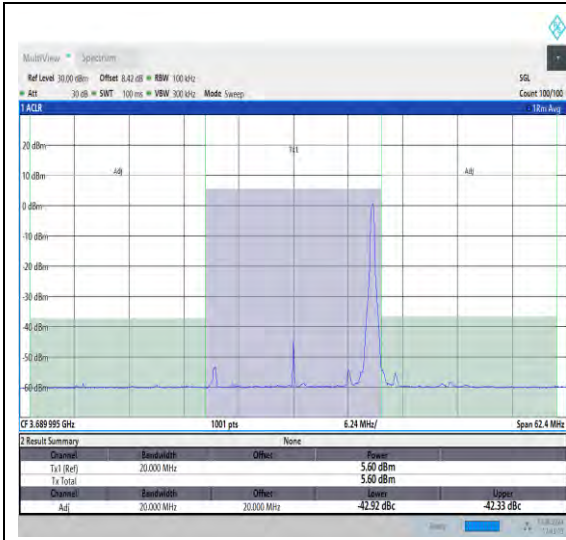 MultiView Spectrum
Ref Level 30.00 dBm Offset 8.42 dB RBW 100 kHz SGL
Att 30 dB SWT 100 ms VBW 300 kHz Mode Sweep Count 100/100
1 ACLR 1Rm Avg
20 dBm
Tx1
Adj Adj
10 dBm
0 dBm
-10 dBm
-20 dBm
-30 dBm
-40 dBm
-50 dBm
-60 dBm
CF 3.689 995 GHz 1001 pts 6.24 MHz/ Span 62.4 MHz
2 Result Summary None
Channel Bandwidth Offset Power
Tx1 (Ref) 20.000 MHz 5.60 dBm
Tx Total 5.60 dBm
Channel Bandwidth Offset Lower Upper
Adj 20.000 MHz 20.000 MHz -42.92 dBc -42.33 dBc